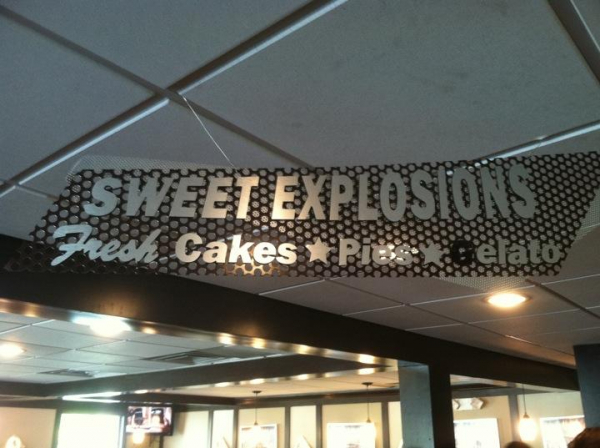 SWEET EXPLOSIONS
Fresh Cakes ★ Pies ★ Gelato